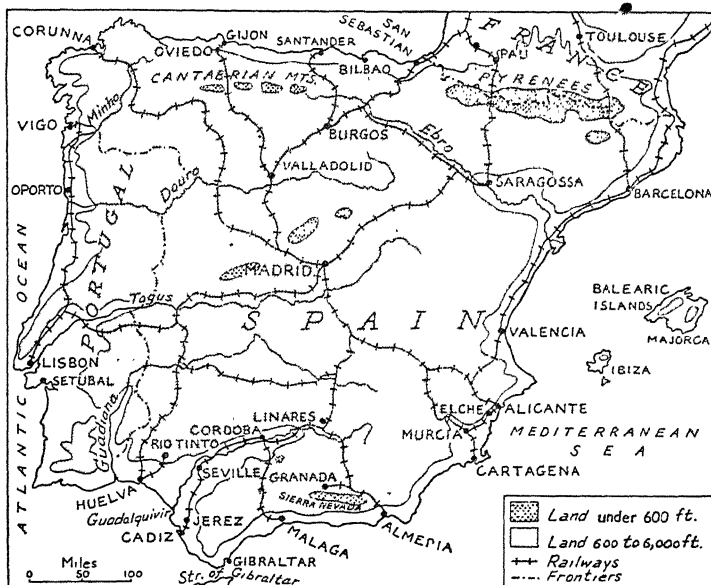 CORUNNA
OVIEDO
GIJON
SANTANDER
SAN
SEBASTIAN
FRANCE
TOULOUSE
PAU
BILBAO
CANTABRIAN MTS.
PYRENEES
VIGO
Minho
BURGOS
Ebro
VALLADOLID
OPORTO
Douro
SARAGOSSA
BARCELONA
PORTUGAL
MADRID
ATLANTIC OCEAN
Tagus
SPAIN
BALEARIC
ISLANDS
MAJORCA
VALENCIA
IBIZA
LISBON
SETUBAL
Guadiana
CORDOBA
LINARES
ELCHE
ALICANTE
RIO TINTO
MURCIA
MEDITERRANEAN
SEA
SEVILLE
GRANADA
CARTAGENA
HUELVA
SIERRA NEVADA
Guadalquivir
JEREZ
CADIZ
MALAGA
ALMERIA
GIBRALTAR
Str. of Gibraltar
Miles
0 50 100
Land under 600 ft.
Land 600 to 6,000 ft.
Railways
Frontiers